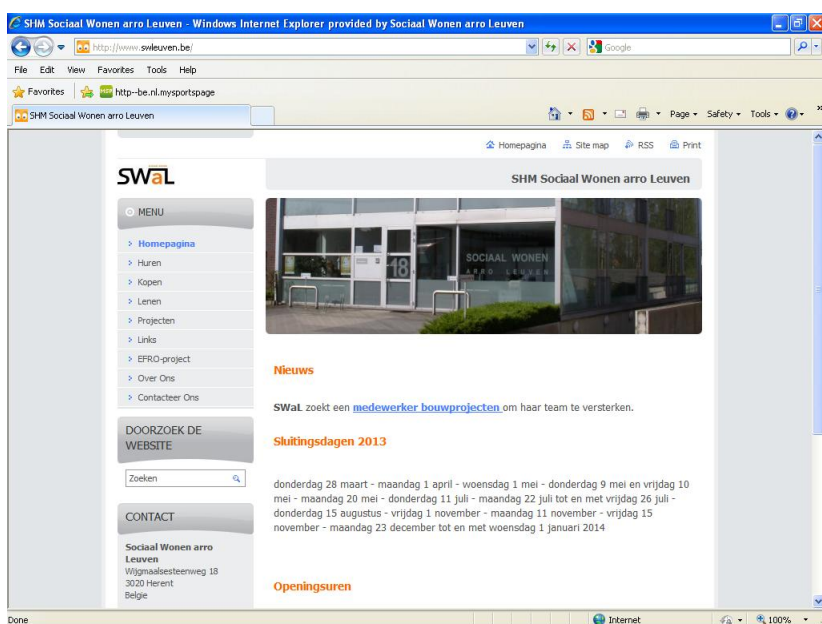 SHM Sociaal Wonen arro Leuven - Windows Internet Explorer provided by Sociaal Wonen arro Leuven
http://www.swleuven.be/
Google
File Edit View Favorites Tools Help
Favorites
http--be.nl.mysportspage
SHM Sociaal Wonen arro Leuven
Page Safety Tools
Homepagina Site map RSS Print
SWaL
SHM Sociaal Wonen arro Leuven
MENU
Homepagina
Huren
Kopen
Lenen
Projecten
Links
EFRO-project
Over Ons
Contacteer Ons
DOORZOEK DE
WEBSITE
Zoeken
CONTACT
Sociaal Wonen arro
Leuven
Wijgmaalsesteenweg 18
3020 Herent
Belgie
18
SOCIAAL WONEN
ARRO LEUVEN
Nieuws
SWaL zoekt een medewerker bouwprojecten om haar team te versterken.
Sluitingsdagen 2013
donderdag 28 maart - maandag 1 april - woensdag 1 mei - donderdag 9 mei en vrijdag 10
mei - maandag 20 mei - donderdag 11 juli - maandag 22 juli tot en met vrijdag 26 juli -
donderdag 15 augustus - vrijdag 1 november - maandag 11 november - vrijdag 15
november - maandag 23 december tot en met woensdag 1 januari 2014
Openingsuren
Done
Internet
100%